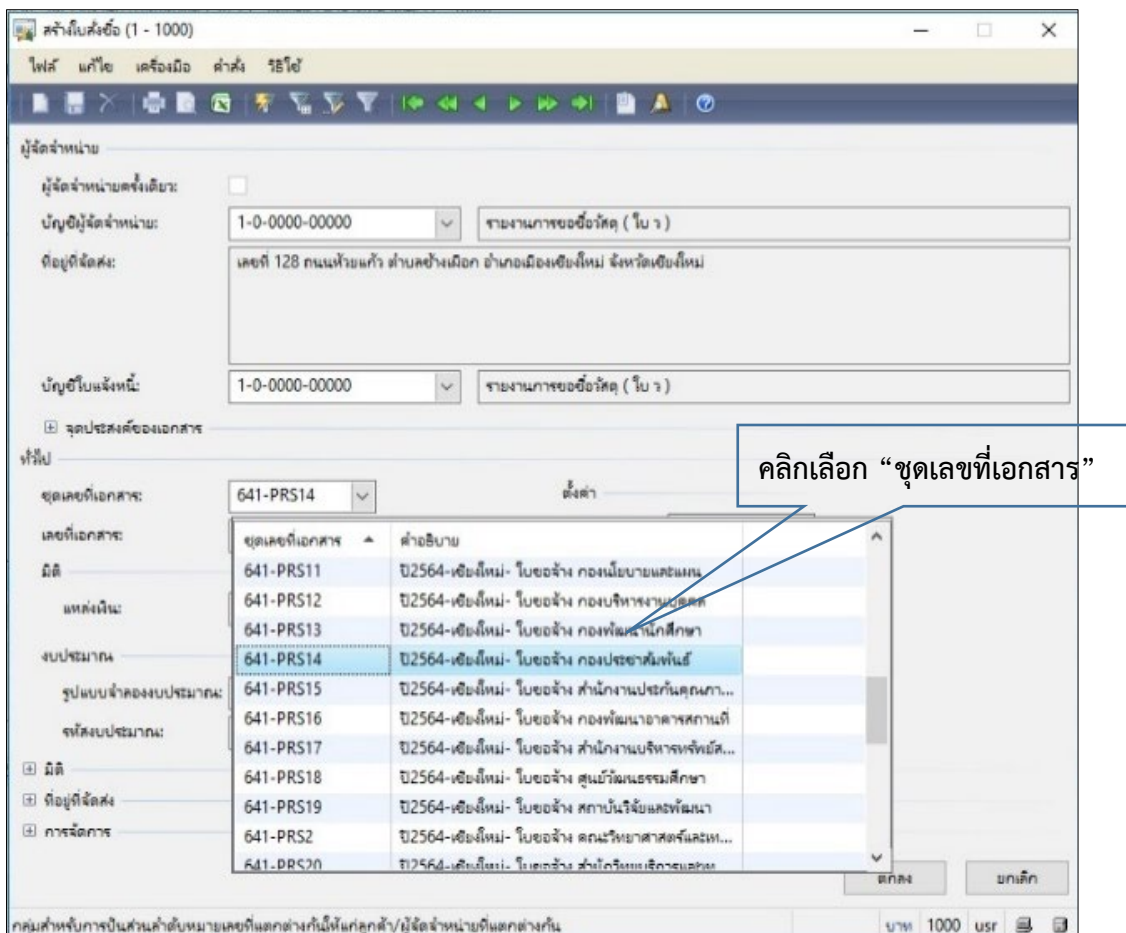 สร้างใบสั่งซื้อ (1 - 1000)
ไฟล์ แก้ไข เครื่องมือ คำสั่ง วิธีใช้
ผู้จัดจำหน่าย
ผู้จัดจำหน่ายครั้งเดียว:
บัญชีผู้จัดจำหน่าย: 1-0-0000-00000 รายงานการขอซื้อวัสดุ ( ใบ ว )
ที่อยู่ที่จัดส่ง: เลขที่ 128 ถนนห้วยแก้ว ตำบลช้างเผือก อำเภอเมืองเชียงใหม่ จังหวัดเชียงใหม่
บัญชีใบแจ้งหนี้: 1-0-0000-00000 รายงานการขอซื้อวัสดุ ( ใบ ว )
จุดประสงค์ของเอกสาร
คลิกเลือก “ชุดเลขที่เอกสาร”
ทั่วไป
ชุดเลขที่เอกสาร: 641-PRS14 ตั้งค่า
เลขที่เอกสาร:
มิติ
แหล่งเงิน:
งบประมาณ
รูปแบบจำลองงบประมาณ:
รหัสงบประมาณ:
มิติ
ที่อยู่ที่จัดส่ง
การจัดการ
ชุดเลขที่เอกสาร คำอธิบาย
641-PRS11 ปี2564-เชียงใหม่- ใบขอจ้าง กองนโยบายและแผน
641-PRS12 ปี2564-เชียงใหม่- ใบขอจ้าง กองบริหารงานบุคคล
641-PRS13 ปี2564-เชียงใหม่- ใบขอจ้าง กองพัฒนานักศึกษา
641-PRS14 ปี2564-เชียงใหม่- ใบขอจ้าง กองประชาสัมพันธ์
641-PRS15 ปี2564-เชียงใหม่- ใบขอจ้าง สำนักงานประกันคุณภา...
641-PRS16 ปี2564-เชียงใหม่- ใบขอจ้าง กองพัฒนาอาคารสถานที่
641-PRS17 ปี2564-เชียงใหม่- ใบขอจ้าง สำนักงานบริหารทรัพย์ส...
641-PRS18 ปี2564-เชียงใหม่- ใบขอจ้าง ศูนย์วัฒนธรรมศึกษา
641-PRS19 ปี2564-เชียงใหม่- ใบขอจ้าง สถาบันวิจัยและพัฒนา
641-PRS2 ปี2564-เชียงใหม่- ใบขอจ้าง คณะวิทยาศาสตร์และเท...
641-PRS20 ปี2564-เชียงใหม่- ใบขอจ้าง สำนักวิทยบริการและเท
ตกลง ยกเลิก
กลุ่มสำหรับการปันส่วนลำดับหมายเลขที่แตกต่างกันให้แก่ลูกค้า/ผู้จัดจำหน่ายที่แตกต่างกัน บาท 1000 usr